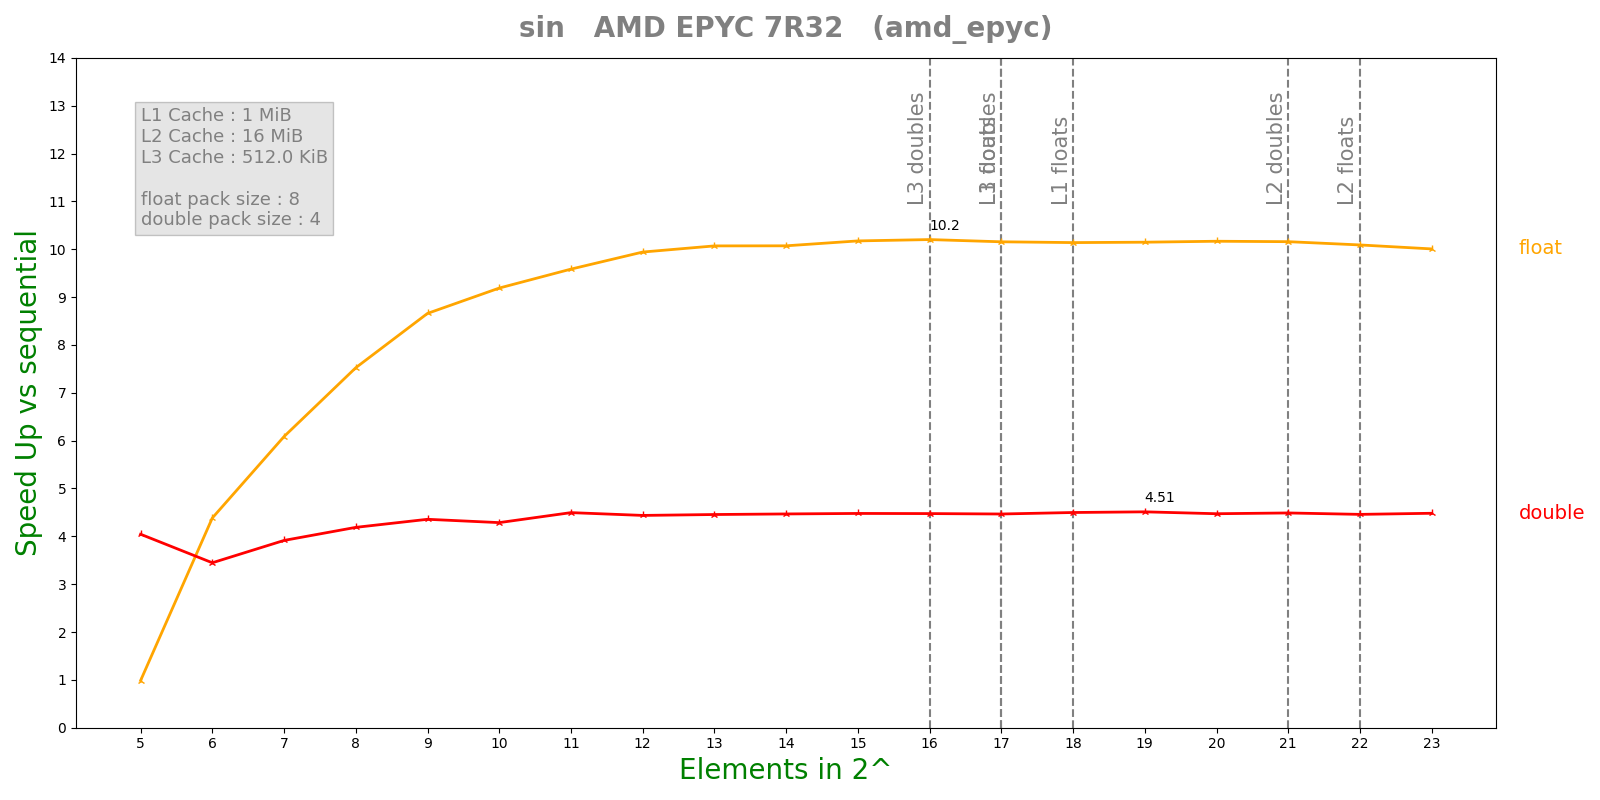 sin   AMD EPYC 7R32   (amd_epyc)
14
13
12
11
10
9
8
7
6
5
4
3
2
1
0
Speed Up vs sequential
L1 Cache : 1 MiB
L2 Cache : 16 MiB
L3 Cache : 512.0 KiB
float pack size : 8
double pack size : 4
L3 doubles
L1 doubles
L3 floats
L1 floats
L2 doubles
L2 floats
10.2
4.51
float
double
5 6 7 8 9 10 11 12 13 14 15 16 17 18 19 20 21 22 23
Elements in 2^